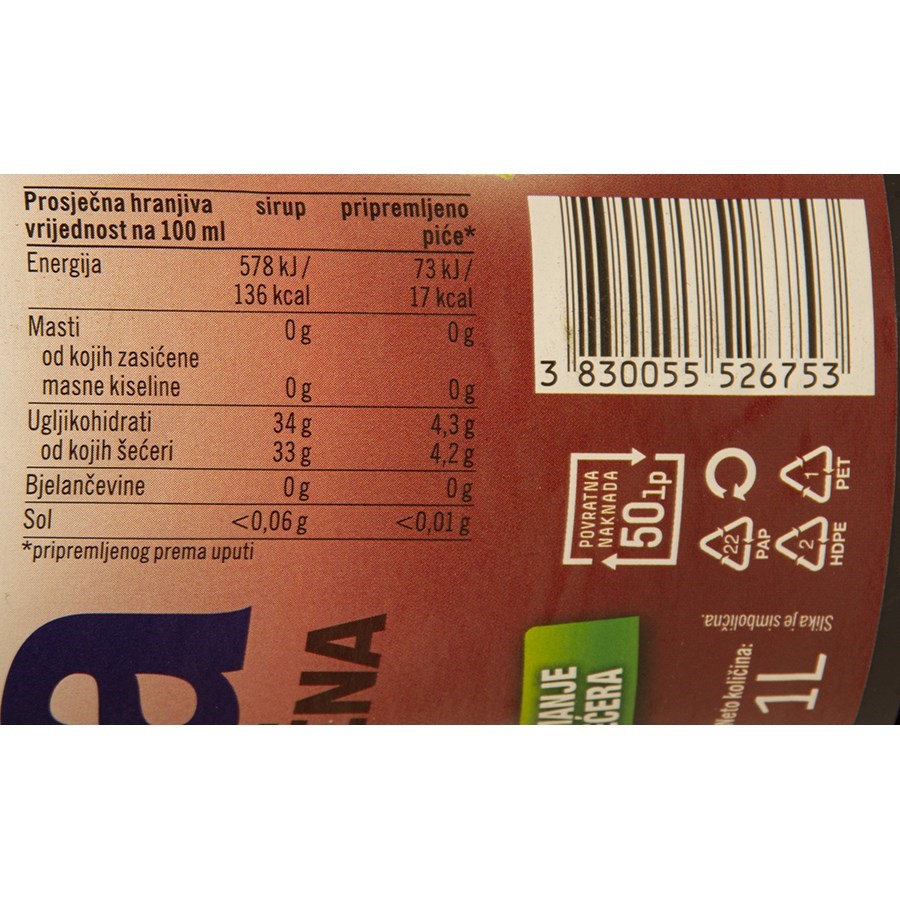 Prosječna hranjiva sirup pripremljeno
vrijednost na 100 ml piće*
Energija 578 kJ / 73 kJ /
136 kcal 17 kcal
Masti 0 g 0 g
od kojih zasićene
masne kiseline 0 g 0 g
Ugljikohidrati 34 g 4,3 g
od kojih šećeri 33 g 4,2 g
Bjelančevine 0 g 0 g
Sol <0,06 g <0,01 g
*pripremljenog prema uputi
3 830055 526753
POVRATNA
NAKNADA
50 lp
1
PET
22
PAP
2
HDPE
Slika je simbolična.
Neto količina:
1L